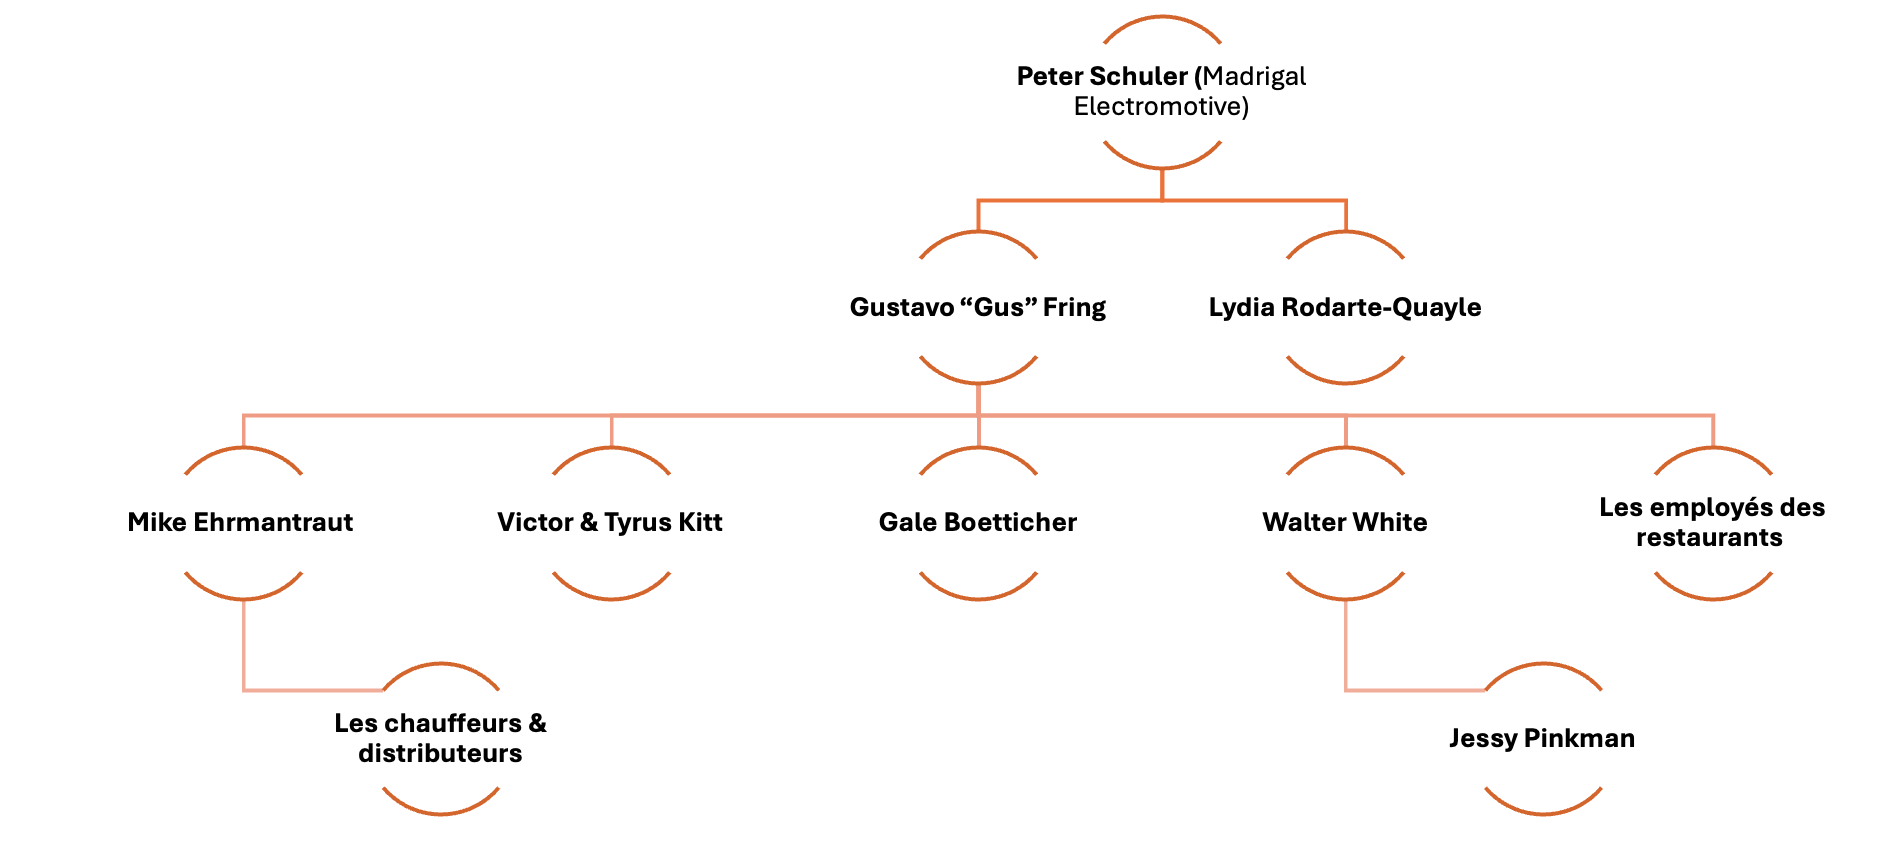 Peter Schuler (Madrigal
Electromotive)
Gustavo “Gus” Fring
Lydia Rodarte-Quayle
Mike Ehrmantraut
Victor & Tyrus Kitt
Gale Boetticher
Walter White
Les employés des
restaurants
Les chauffeurs &
distributeurs
Jessy Pinkman